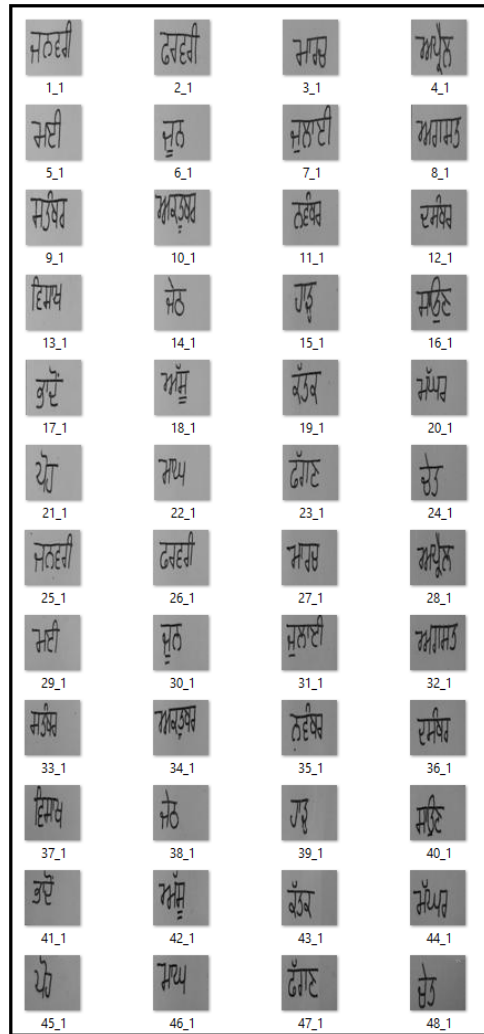 ਜਨਵਰੀ ਫਰਵਰੀ ਮਾਰਚ ਅਪ੍ਰੈਲ
1_1 2_1 3_1 4_1
ਮਈ ਜੂਨ ਜੁਲਾਈ ਅਗਸਤ
5_1 6_1 7_1 8_1
ਸਤੰਬਰ ਅਕਤੂਬਰ ਨਵੰਬਰ ਦਸੰਬਰ
9_1 10_1 11_1 12_1
ਵਿਸਾਖ ਜੇਠ ਹਾੜ੍ਹ ਸਾਉਣ
13_1 14_1 15_1 16_1
ਭਾਦੋਂ ਅੱਸੂ ਕੱਤਕ ਮੱਘਰ
17_1 18_1 19_1 20_1
ਪੋਹ ਮਾਘ ਫੱਗਣ ਚੇਤ
21_1 22_1 23_1 24_1
ਜਨਵਰੀ ਫਰਵਰੀ ਮਾਰਚ ਅਪ੍ਰੈਲ
25_1 26_1 27_1 28_1
ਮਈ ਜੂਨ ਜੁਲਾਈ ਅਗਸਤ
29_1 30_1 31_1 32_1
ਸਤੰਬਰ ਅਕਤੂਬਰ ਨਵੰਬਰ ਦਸੰਬਰ
33_1 34_1 35_1 36_1
ਵਿਸਾਖ ਜੇਠ ਹਾੜ੍ਹ ਸਾਉਣ
37_1 38_1 39_1 40_1
ਭਾਦੋਂ ਅੱਸੂ ਕੱਤਕ ਮੱਘਰ
41_1 42_1 43_1 44_1
ਪੋਹ ਮਾਘ ਫੱਗਣ ਚੇਤ
45_1 46_1 47_1 48_1